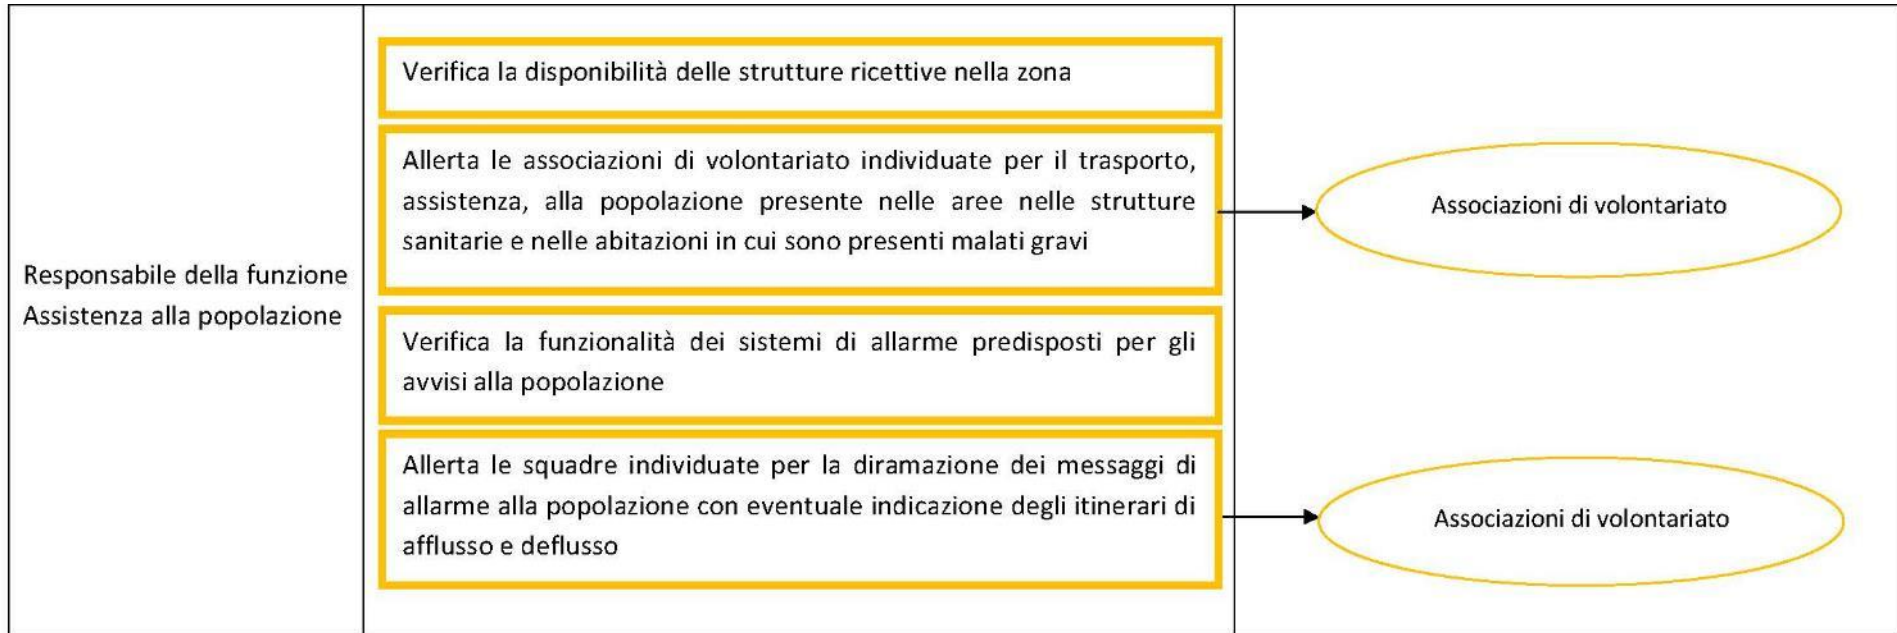 Responsabile della funzione
Assistenza alla popolazione
Verifica la disponibilità delle strutture ricettive nella zona
Allerta le associazioni di volontariato individuate per il trasporto,
assistenza, alla popolazione presente nelle aree nelle strutture
sanitarie e nelle abitazioni in cui sono presenti malati gravi
Associazioni di volontariato
Verifica la funzionalità dei sistemi di allarme predisposti per gli
avvisi alla popolazione
Allerta le squadre individuate per la diramazione dei messaggi di
allarme alla popolazione con eventuale indicazione degli itinerari di
afflusso e deflusso
Associazioni di volontariato